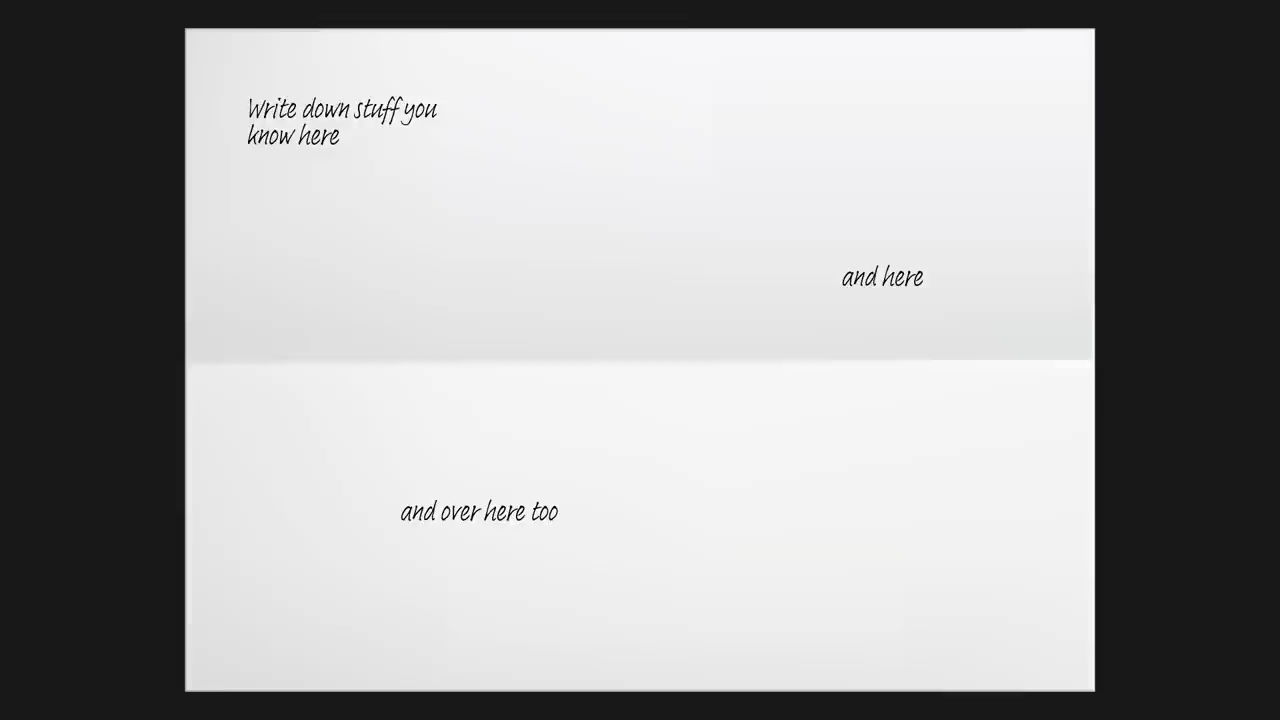 Write down stuff you
know here
and here
and over here too